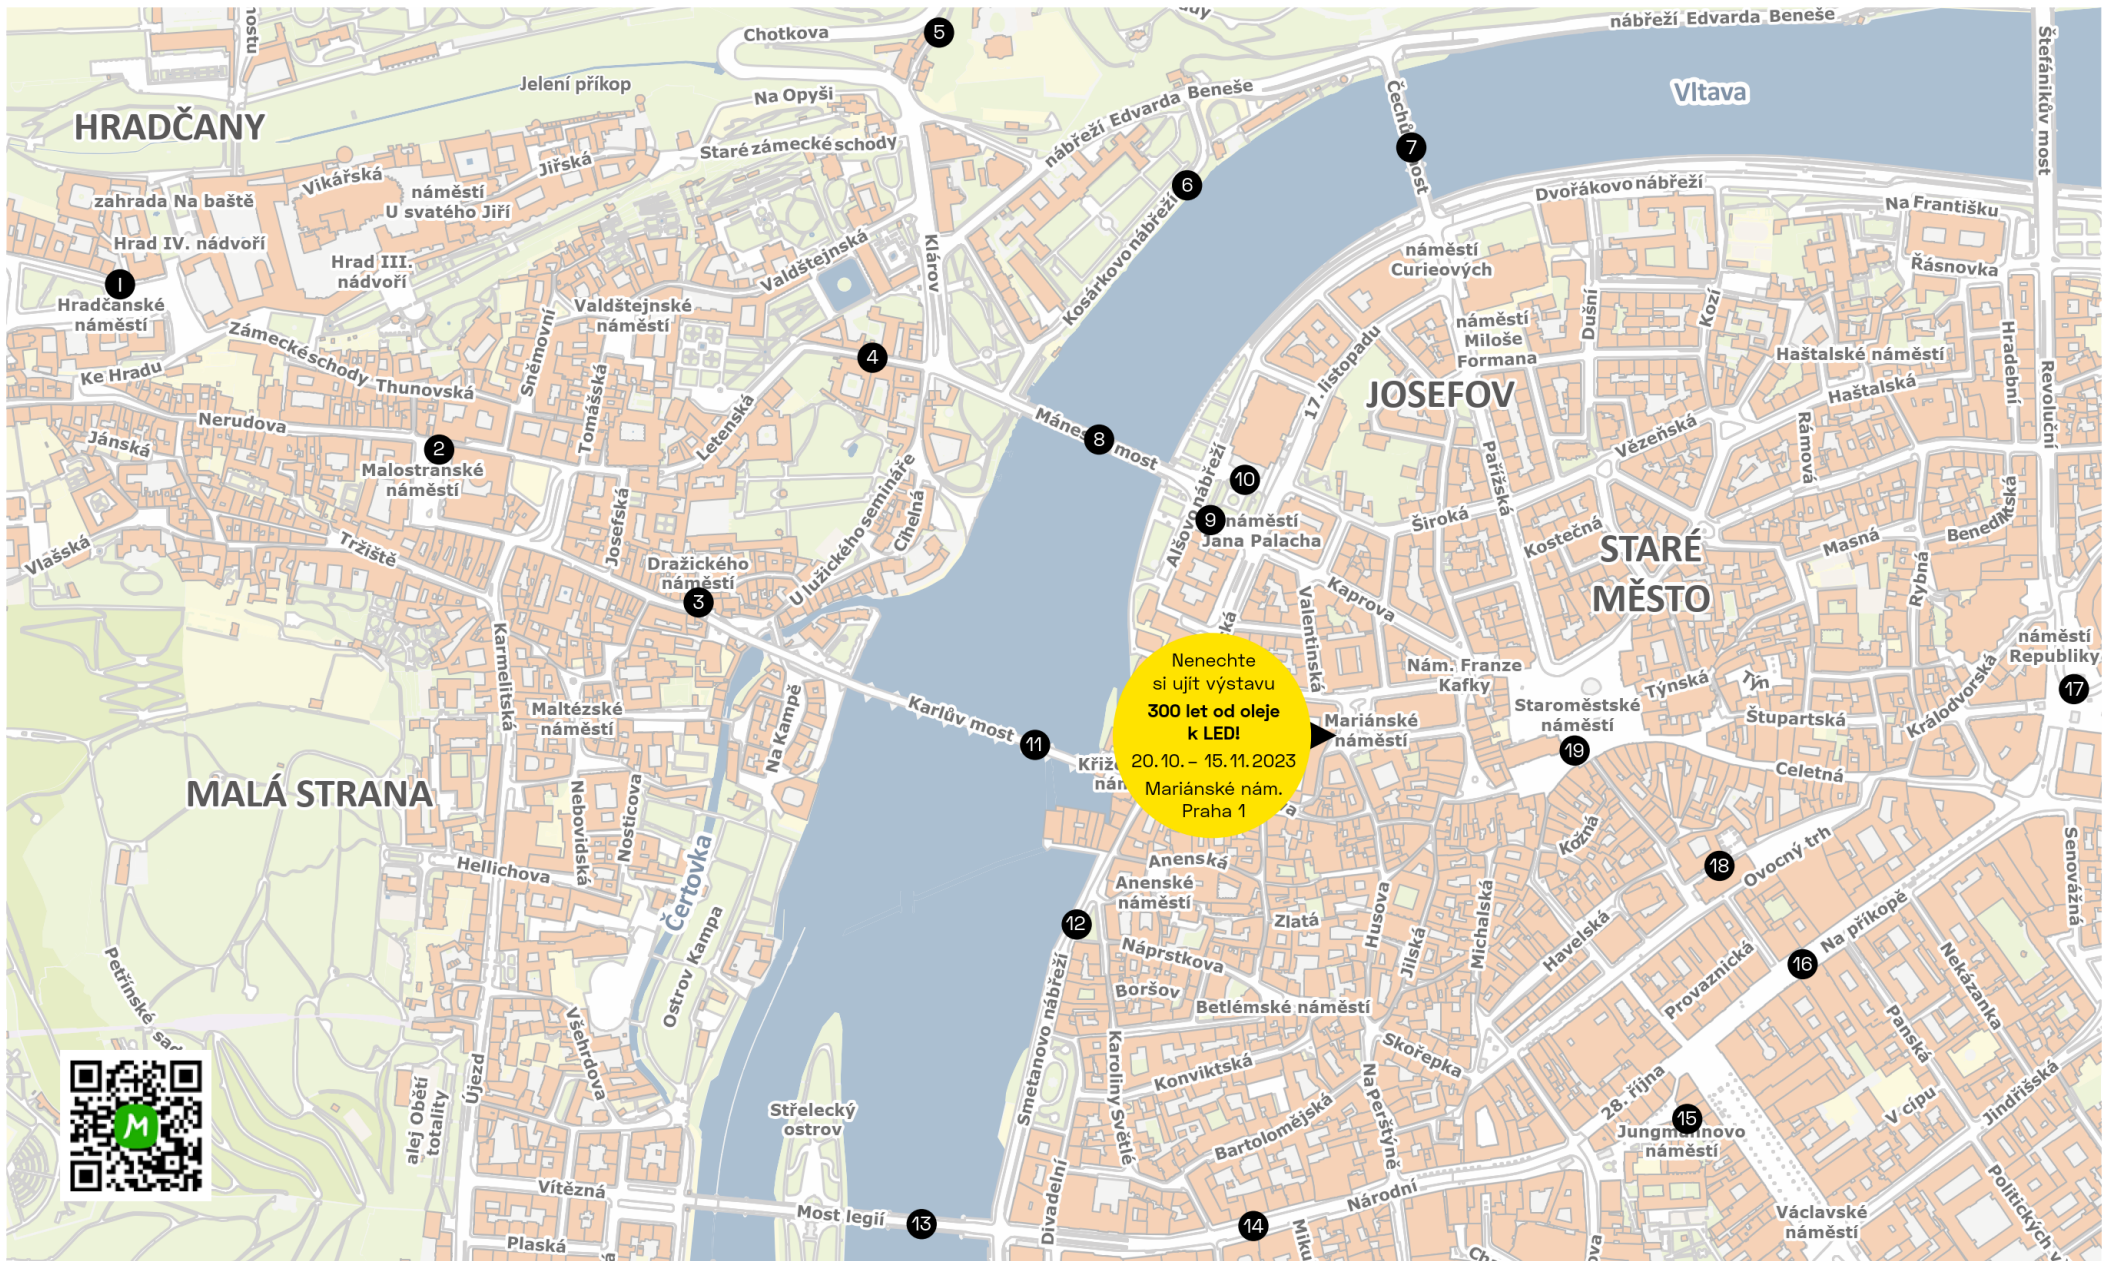 nábřeží Edvarda Beneše
Chotkova
5
Štefánikův most
Jelení příkop
Vltava
Na Opyši
nábřeží Edvarda Beneše
Čechův most
7
HRADČANY
Staré zámecké schody
Jiřská
Vikářská
náměstí
U svatého Jiří
zahrada Na baště
6
Dvořákovo nábřeží
Na Františku
Hrad IV. nádvoří
Hrad III.
nádvoří
Valdštejnská
Klárov
Kosárkovo nábřeží
náměstí
Curieových
Řásnovka
1
Hradčanské
náměstí
Valdštejnské
náměstí
Dušní
Kozí
Zámecké schody
Sněmovní
4
17. listopadu
náměstí
Miloše
Formana
Haštalské náměstí
Hradební
Revoluční
Ke Hradu
Thunovská
Tomášská
Letenská
JOSEFOV
Haštalská
Nerudova
Jánská
2
Malostranské
náměstí
Mánesův most
8
Alšovo nábřeží
10
Pařížská
Vězeňská
Rámová
U lužického semináře
Cihelná
Josefská
9
náměstí
Jana Palacha
Široká
Kostečná
STARÉ
MĚSTO
Masná
Benediktská
Rybná
Vlašská
Tržiště
Dražického
náměstí
3
Valentinská
Kaprova
Karmelitská
Nenechte
si ujít výstavu
300 let od oleje
k LED!
20.10. – 15.11.2023
Mariánské nám.
Praha 1
Nám. Franze
Kafky
Týnská
Týn
náměstí
Republiky
17
Královdvorská
Maltézské
náměstí
Na Kampě
Karlův most
11
Mariánské
náměstí
Staroměstské
náměstí
19
Štupartská
Celetná
MALÁ STRANA
Nebovidská
Nosticova
Čertovka
Hellichova
Anenská
Anenské
náměstí
Kožná
18
Ovocný trh
Senovážná
12
Zlatá
Husova
Jilská
Michalská
Havelská
Na příkopě
16
Provaznická
Nekázanka
Petřínské sady
Ostrov Kampa
Náprstkova
Boršov
Betlémské náměstí
Panská
Všehrdova
Smetanovo nábřeží
Karoliny Světlé
Konviktská
Skořepka
Na Perštýně
28. října
V cípu
Jindřišská
Újezd
alej Obětí
totality
Střelecký
ostrov
Bartolomějská
15
Jungmannovo
náměstí
Vítězná
Most legií
13
Divadelní
14
Národní
Václavské
náměstí
Politických v
Plaská
Miku